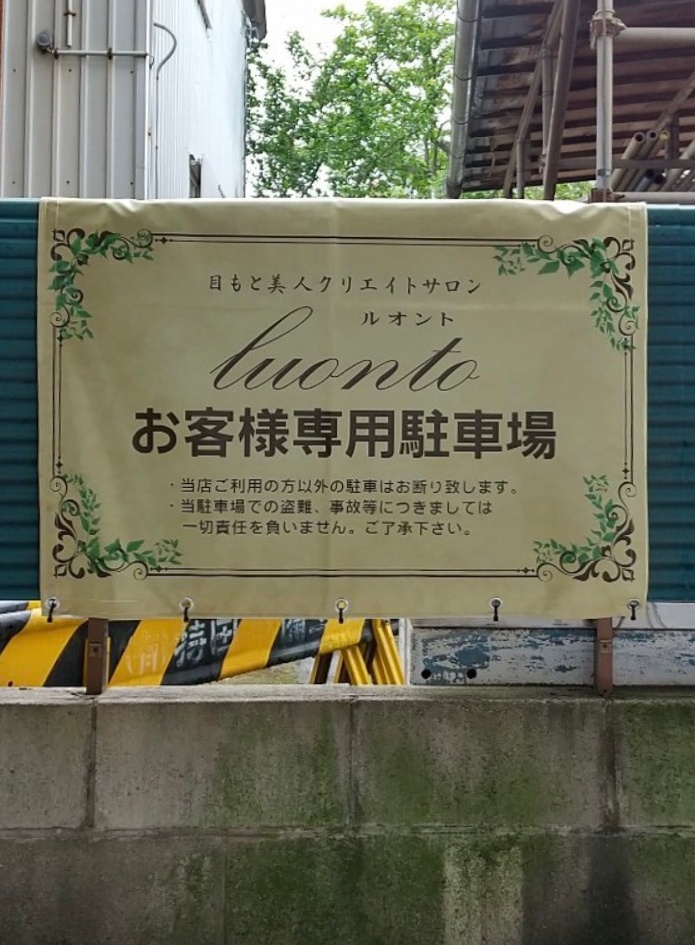 目もと美人クリエイトサロン
ルオント
luonto
お客様専用駐車場
・当店ご利用の方以外の駐車はお断り致します。
・当駐車場での盗難、事故等につきましては
一切責任を負いません。ご了承下さい。